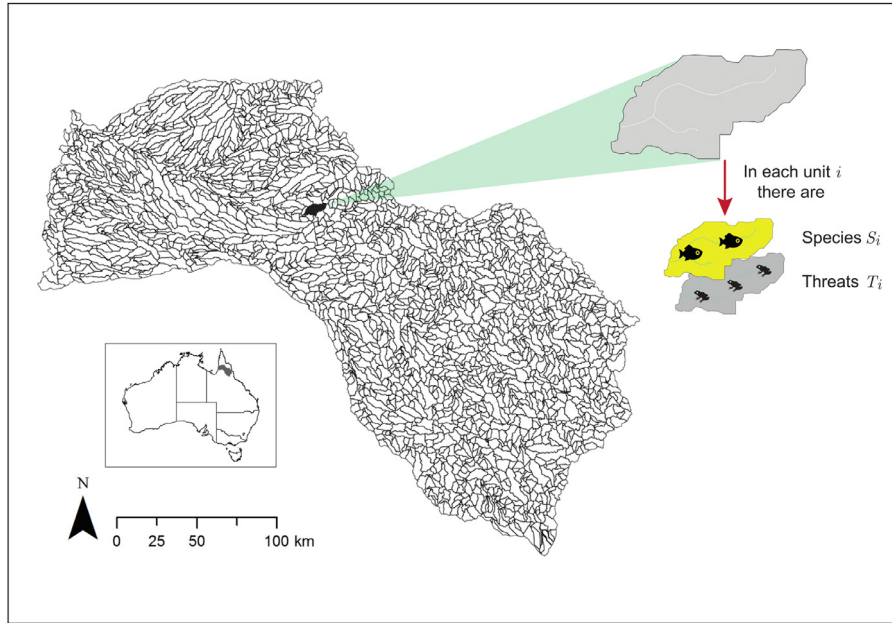 In each unit i
there are
Species Si
Threats Ti
N
0 25 50 100 km